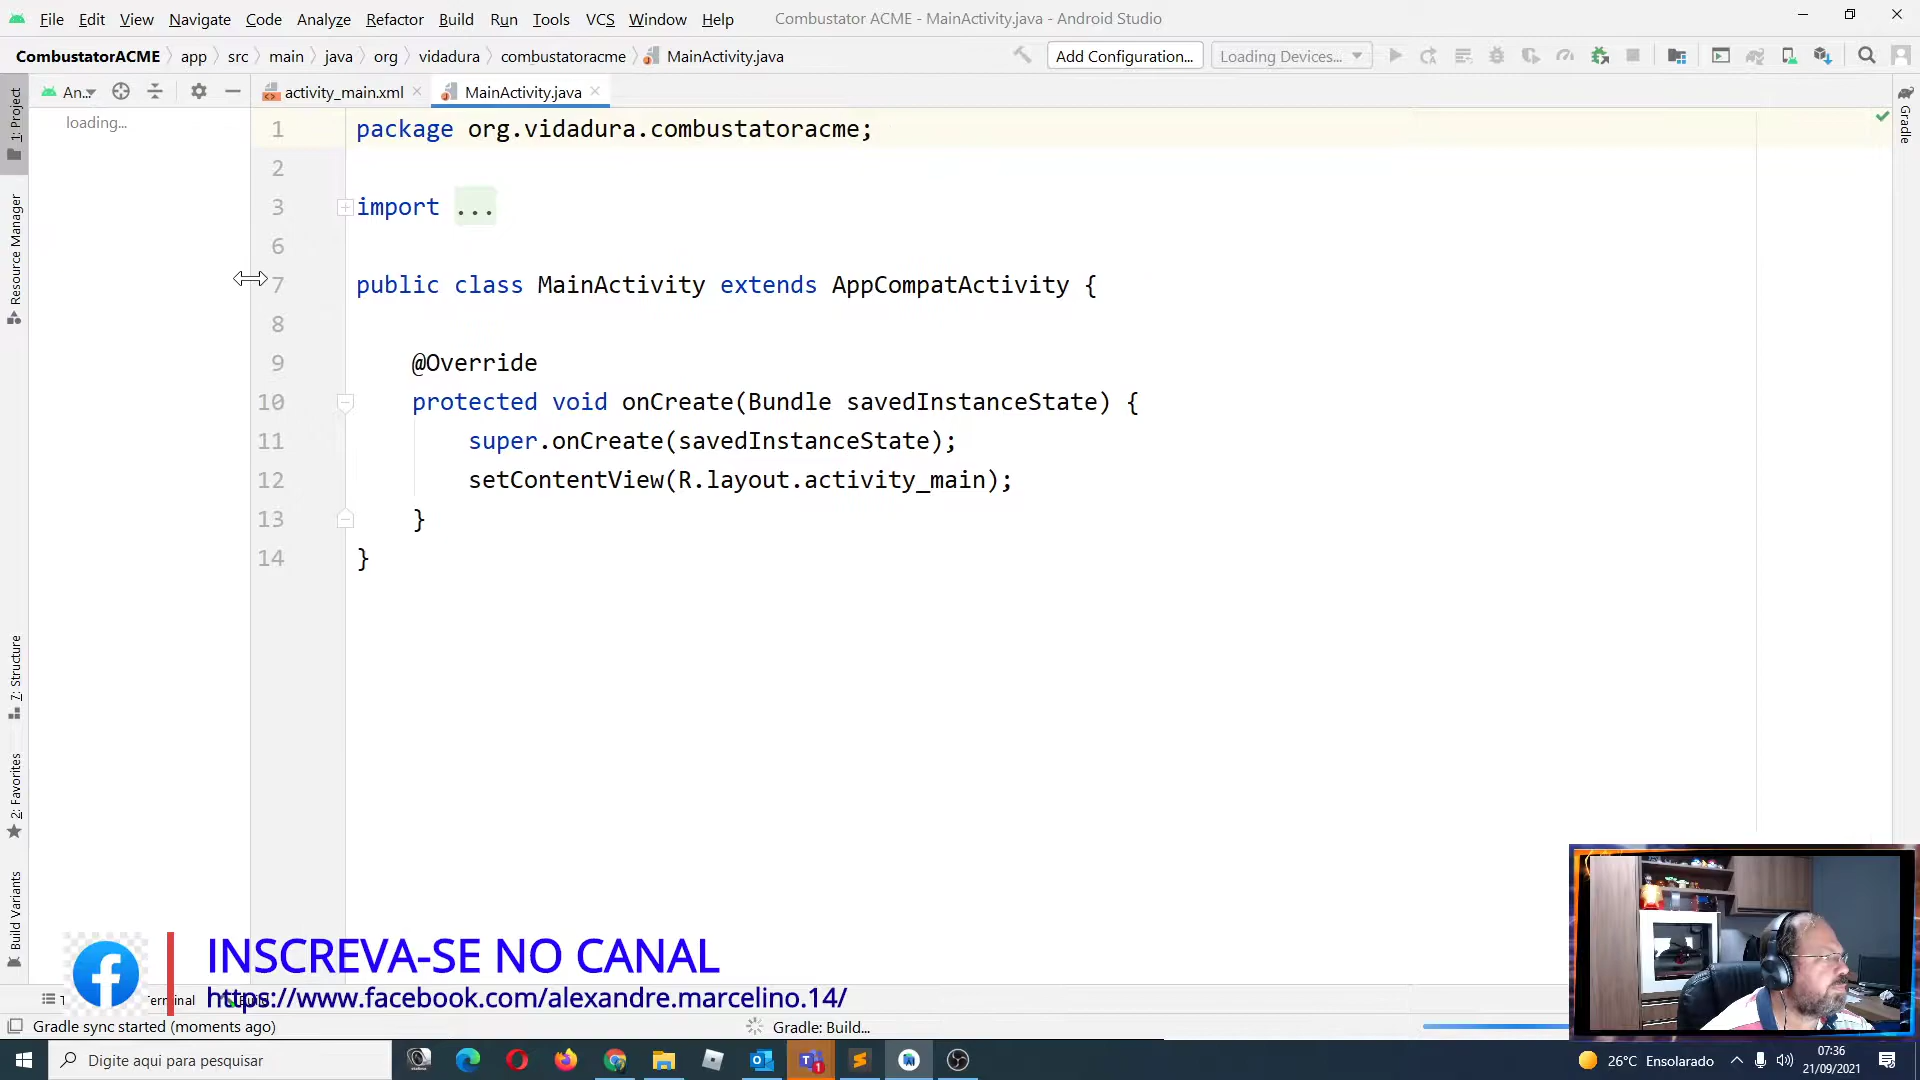 File Edit View Navigate Code Analyze Refactor Build Run Tools VCS Window Help Combustator ACME - MainActivity.java - Android Studio
CombustatorACME app src main java org vidadura combustatoracme MainActivity.java Add Configuration... Loading Devices...
An.. activity_main.xml MainActivity.java
loading...
1: Project
Resource Manager
7: Structure
2: Favorites
Build Variants
Gradle
1 package org.vidadura.combustatoracme;
2
3 import ...
6
7 public class MainActivity extends AppCompatActivity {
8
9 @Override
10 protected void onCreate(Bundle savedInstanceState) {
11 super.onCreate(savedInstanceState);
12 setContentView(R.layout.activity_main);
13 }
14 }
INSCREVA-SE NO CANAL
https://www.facebook.com/alexandre.marcelino.14/
Gradle sync started (moments ago) Gradle: Build...
Digite aqui para pesquisar
26°C Ensolarado
07:36
21/09/2021